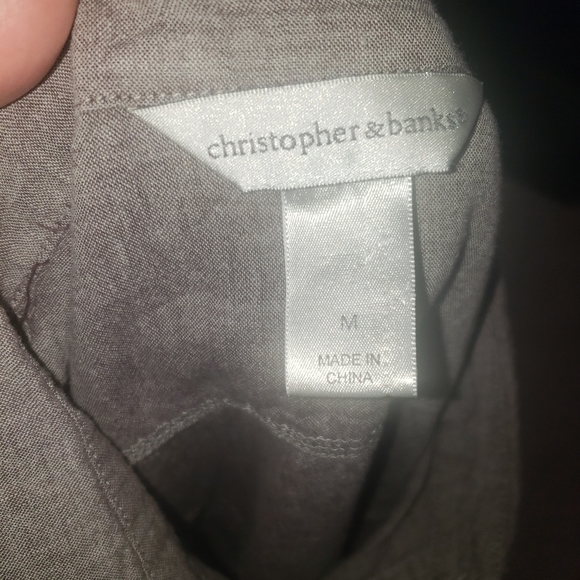 christopher & banks®
M
MADE IN
CHINA